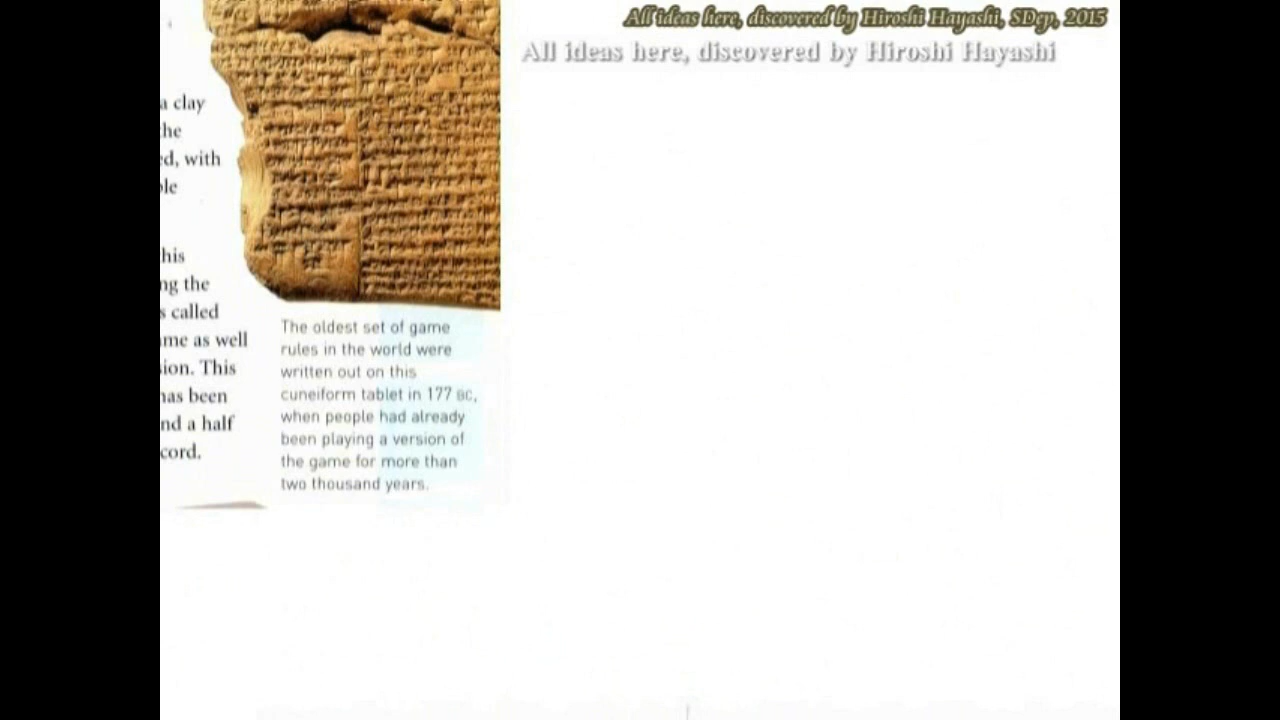 All ideas here, discovered by Hiroshi Hayashi, SDep, 2015
All ideas here, discovered by Hiroshi Hayashi
a clay
the
ed, with
ble
his
ng the
s called
ame as well
sion. This
has been
nd a half
cord.
The oldest set of game
rules in the world were
written out on this
cuneiform tablet in 177 BC,
when people had already
been playing a version of
the game for more than
two thousand years.